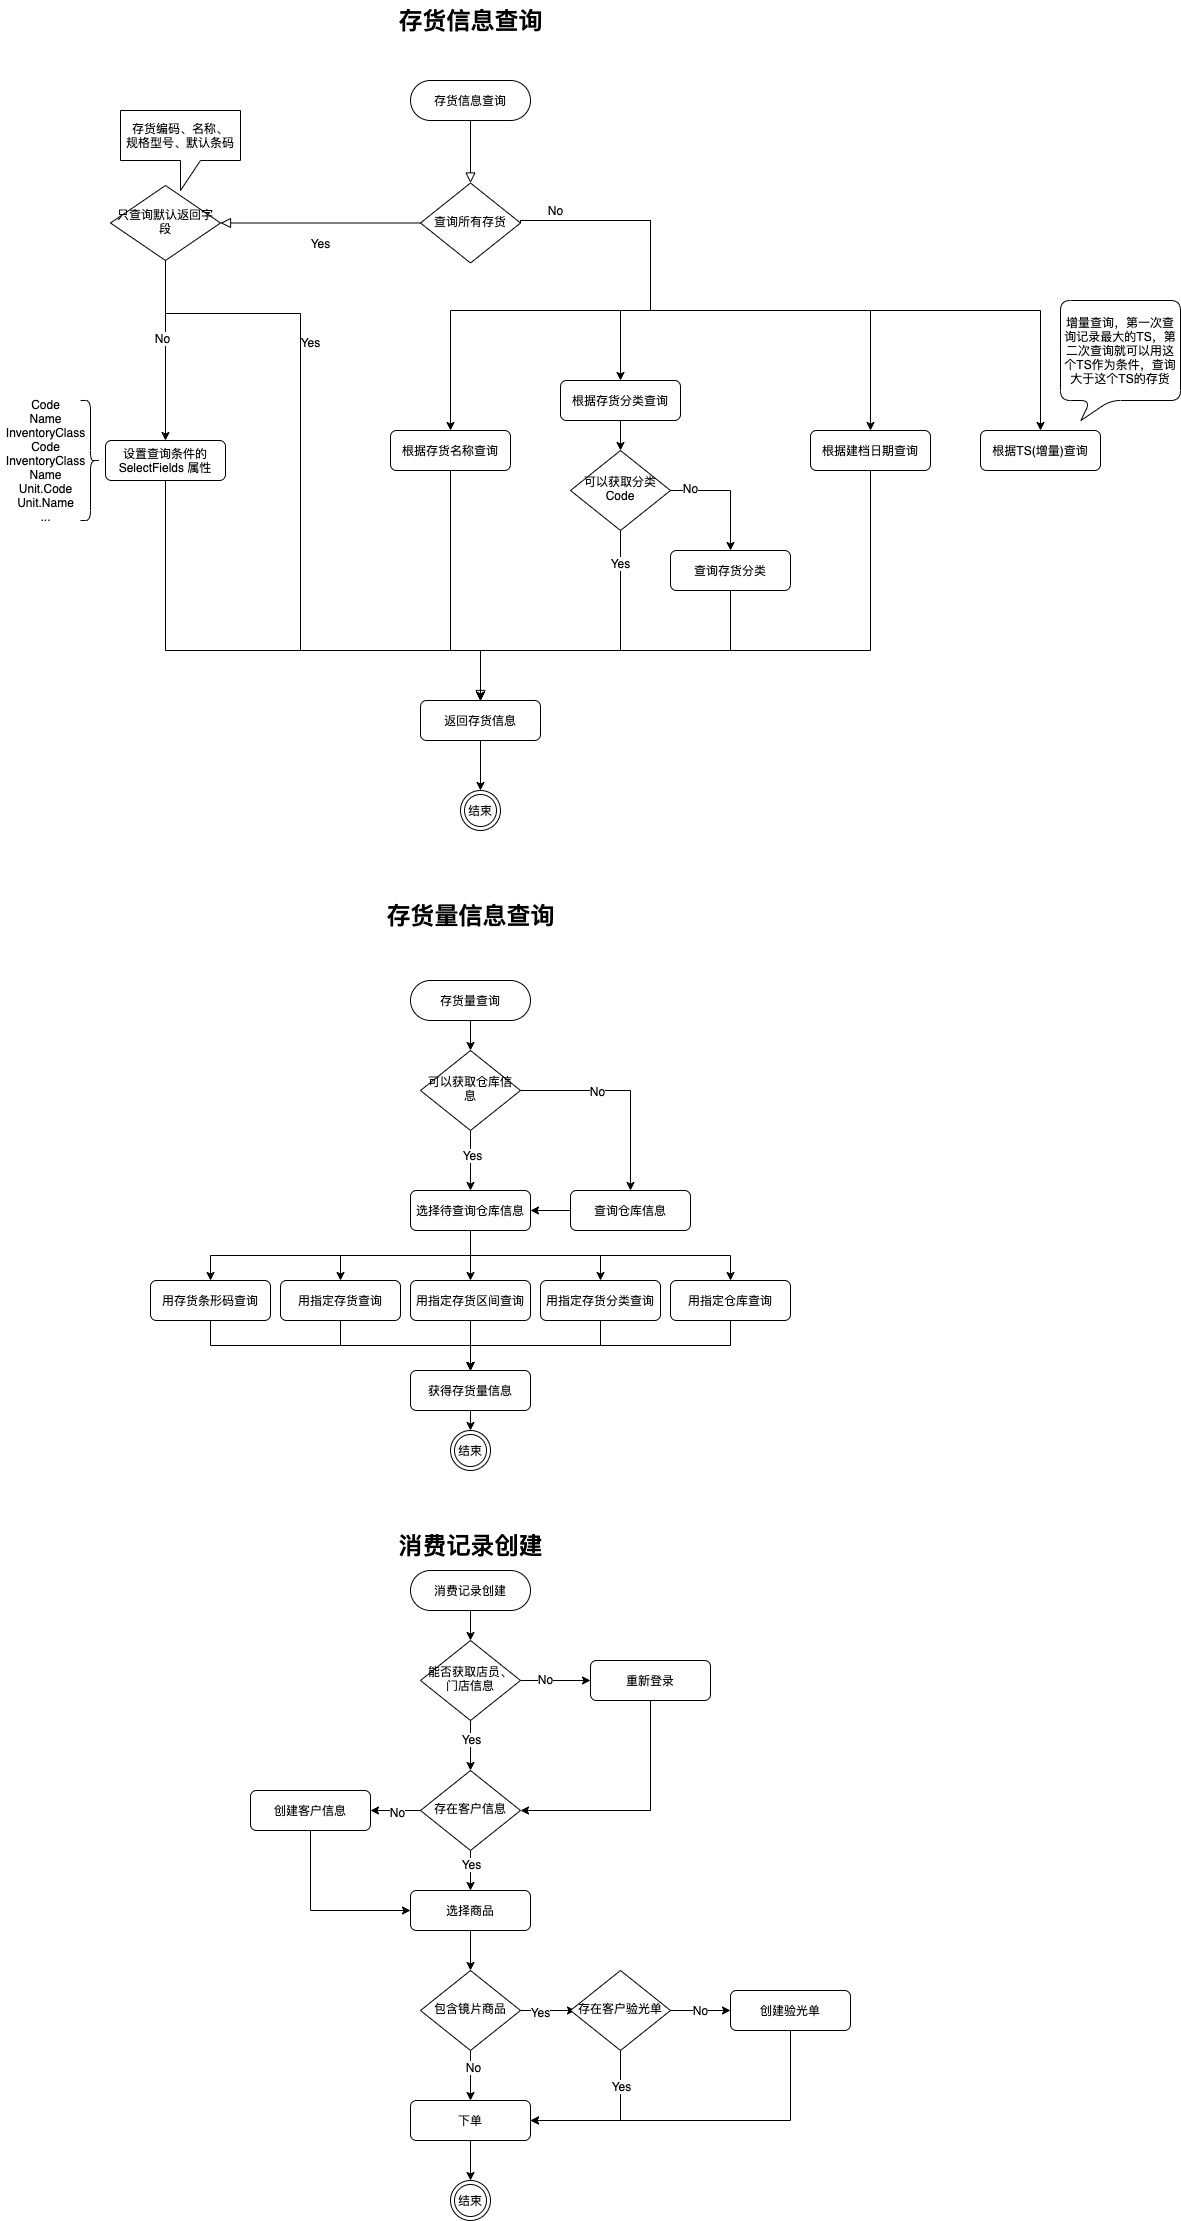 存货信息查询
存货信息查询
存货编码、名称、
规格型号、默认条码
只查询默认返回字
段
查询所有存货
No
Yes
增量查询，第一次查
询记录最大的TS，第
二次查询就可以用这
个TS作为条件，查询
大于这个TS的存货
No
Yes
Code
Name
InventoryClass
Code
InventoryClass
Name
Unit.Code
Unit.Name
...
设置查询条件的
SelectFields 属性
根据存货名称查询
根据存货分类查询
根据建档日期查询
根据TS(增量)查询
可以获取分类
Code
No
Yes
查询存货分类
返回存货信息
结束
存货量信息查询
存货量查询
可以获取仓库信
息
No
Yes
选择待查询仓库信息
查询仓库信息
用存货条形码查询
用指定存货查询
用指定存货区间查询
用指定存货分类查询
用指定仓库查询
获得存货量信息
结束
消费记录创建
消费记录创建
能否获取店员、
门店信息
No
重新登录
Yes
创建客户信息
No
存在客户信息
Yes
选择商品
包含镜片商品
Yes
存在客户验光单
No
创建验光单
No
Yes
下单
结束